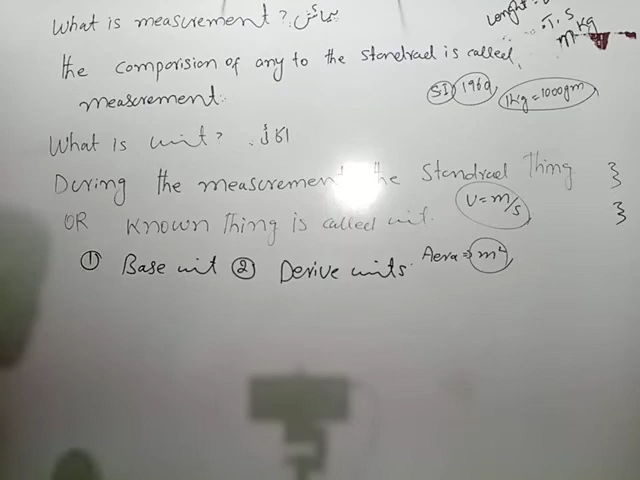 What is measurement? پیمائش
Lenght =
T. S
m. kg
the comporision of any to the standrad is called,
measurement.
SI 1960
1kg = 1000gm
What is unit? اکائی
During the measurement the Standrad Thing
OR known thing is called unit.
V = m/s
① Base unit ② Derive units.
Aera => m²